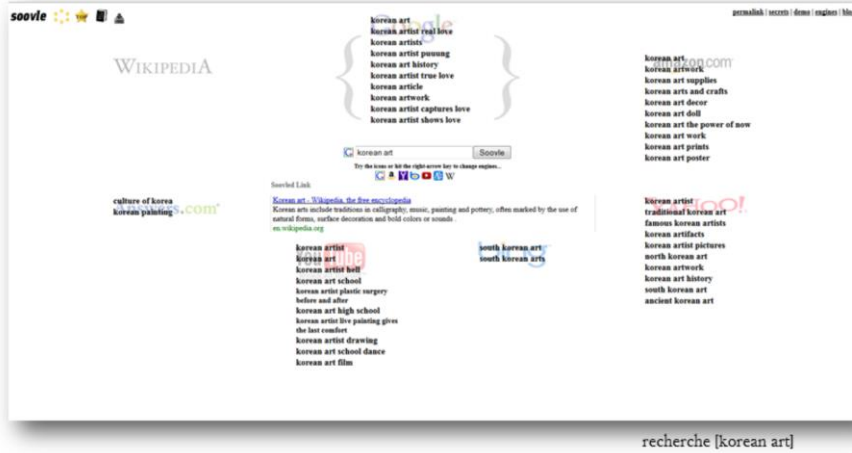 soovle
permalink | secrets | demo | engines | blo
WIKIPEDIA
Google
korean art
korean artist real love
korean artists
korean artist puuung
korean art history
korean artist true love
korean article
korean artwork
korean artist captures love
korean artist shows love
amazon.com
korean art
korean artwork
korean art supplies
korean arts and crafts
korean art decor
korean art doll
korean art the power of now
korean art work
korean art prints
korean art poster
korean art
Soovle
Try the icons or hit the right-arrow key to change engines...
Soovled Link
Korean art - Wikipedia, the free encyclopedia
Korean arts include traditions in calligraphy, music, painting and pottery, often marked by the use of
natural forms, surface decoration and bold colors or sounds .
en.wikipedia.org
Answers.com
culture of korea
korean painting
YAHOO!
korean artist
traditional korean art
famous korean artists
korean artifacts
korean artist pictures
north korean art
korean artwork
korean art history
south korean art
ancient korean art
YouTube
korean artist
korean art
korean artist hell
korean art school
korean artist plastic surgery
before and after
korean art high school
korean artist live painting gives
the last comfort
korean artist drawing
korean art school dance
korean art film
bing
south korean art
south korean arts
recherche [korean art]